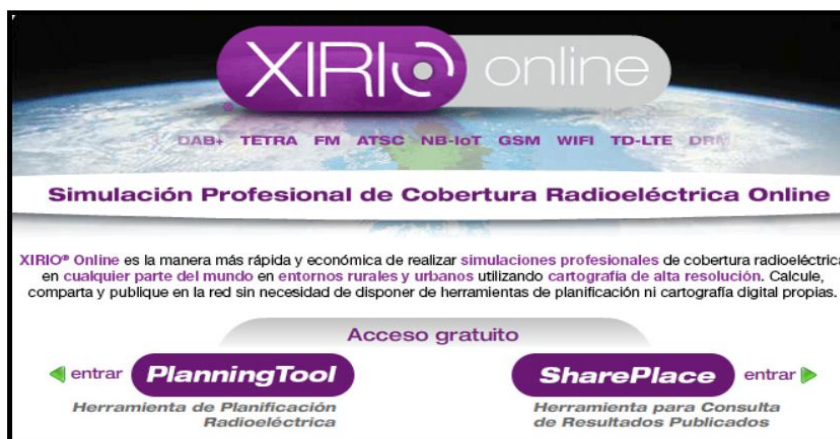 XIRIO online
®
DAB+ TETRA FM ATSC NB-IoT GSM WIFI TD-LTE DRM
Simulación Profesional de Cobertura Radioeléctrica Online
XIRIO® Online es la manera más rápida y económica de realizar simulaciones profesionales de cobertura radioeléctrica
en cualquier parte del mundo en entornos rurales y urbanos utilizando cartografía de alta resolución. Calcule,
comparta y publique en la red sin necesidad de disponer de herramientas de planificación ni cartografía digital propias.
Acceso gratuito
entrar PlanningTool
Herramienta de Planificación
Radioeléctrica
SharePlace entrar
Herramienta para Consulta
de Resultados Publicados